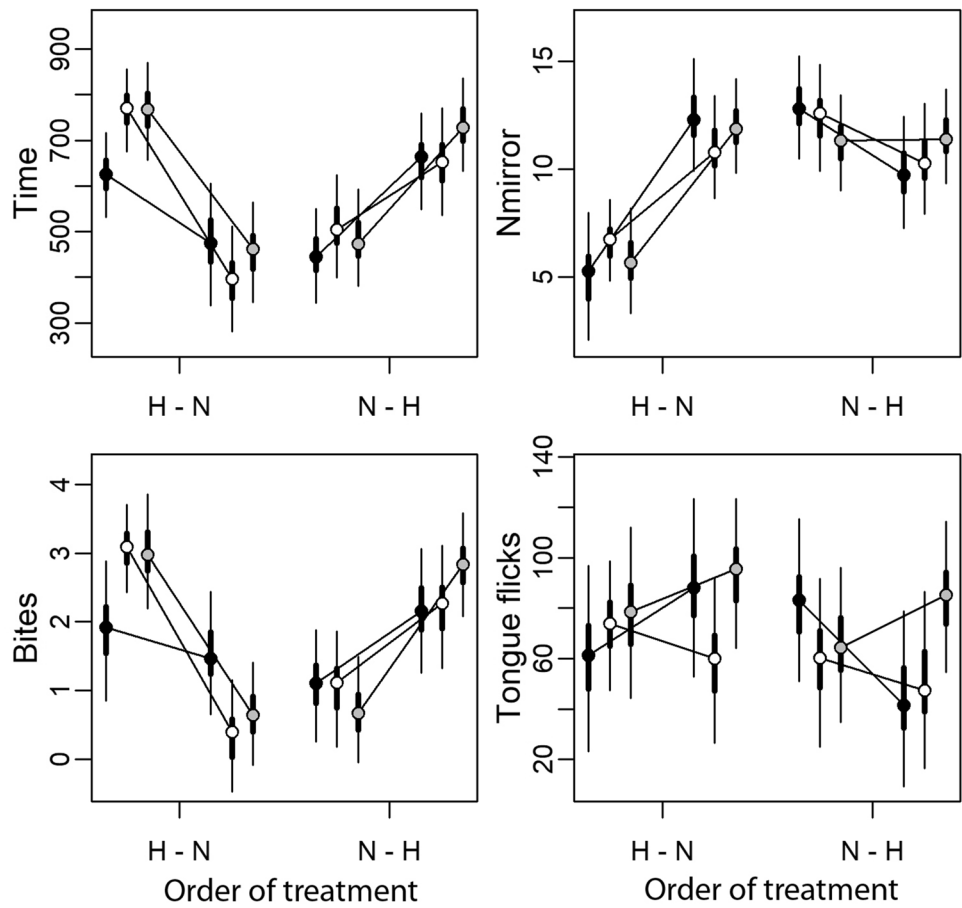 Time
900
700
500
300
H - N
N - H
Nmirror
15
10
5
H - N
N - H
Bites
4
3
2
1
0
H - N
N - H
Order of treatment
Tongue flicks
140
100
60
20
H - N
N - H
Order of treatment